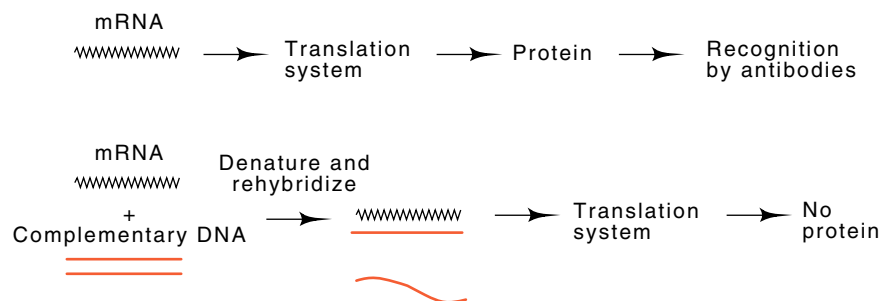 mRNA
Translation
system
Protein
Recognition
by antibodies
mRNA
+
Complementary DNA
Denature and
rehybridize
Translation
system
No
protein